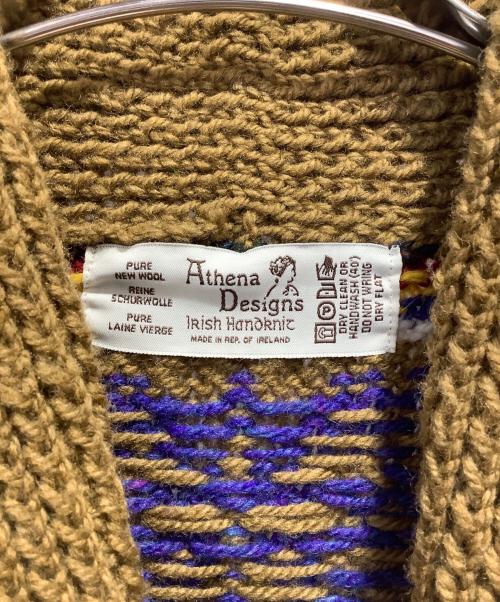 PURE
NEW WOOL
REINE
SCHURWOLLE
PURE
LAINE VIERGE
Athena
Designs
Irish Handknit
MADE IN REP. OF IRELAND
DRY CLEAN OR
HANDWASH (40°)
DO NOT WRING
DRY FLAT